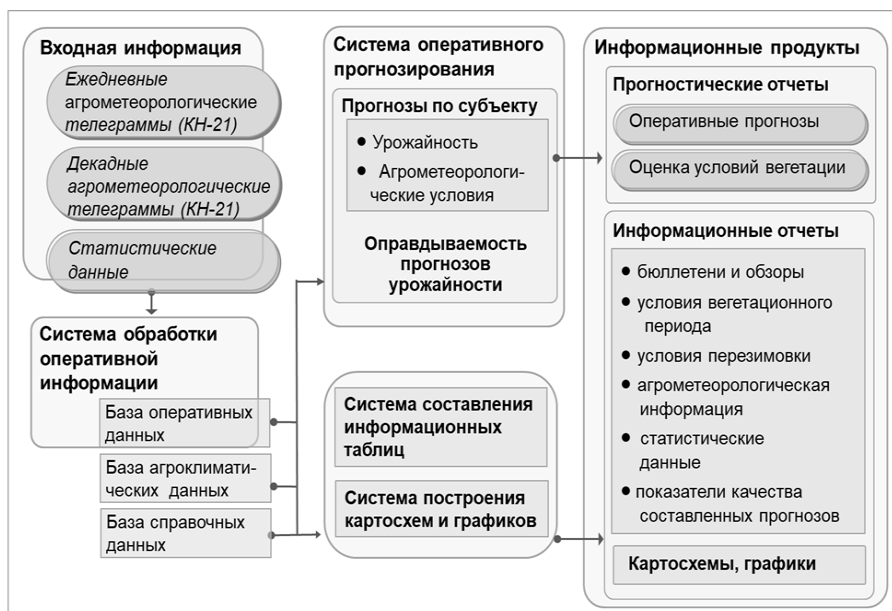 Входная информация
Ежедневные
агрометеорологические
телеграммы (КН-21)
Декадные
агрометеорологические
телеграммы (КН-21)
Статистические
данные
Система обработки
оперативной
информации
База оперативных
данных
База агроклимати-
ческих данных
База справочных
данных
Система оперативного
прогнозирования
Прогнозы по субъекту
● Урожайность
● Агрометеорологи-
ческие условия
Оправдываемость
прогнозов
урожайности
Система составления
информационных
таблиц
Система построения
картосхем и графиков
Информационные продукты
Прогностические отчеты
Оперативные прогнозы
Оценка условий вегетации
Информационные отчеты
● бюллетени и обзоры
● условия вегетационного
периода
● условия перезимовки
● агрометеорологическая
информация
● статистические
данные
● показатели качества
составленных прогнозов
Картосхемы, графики